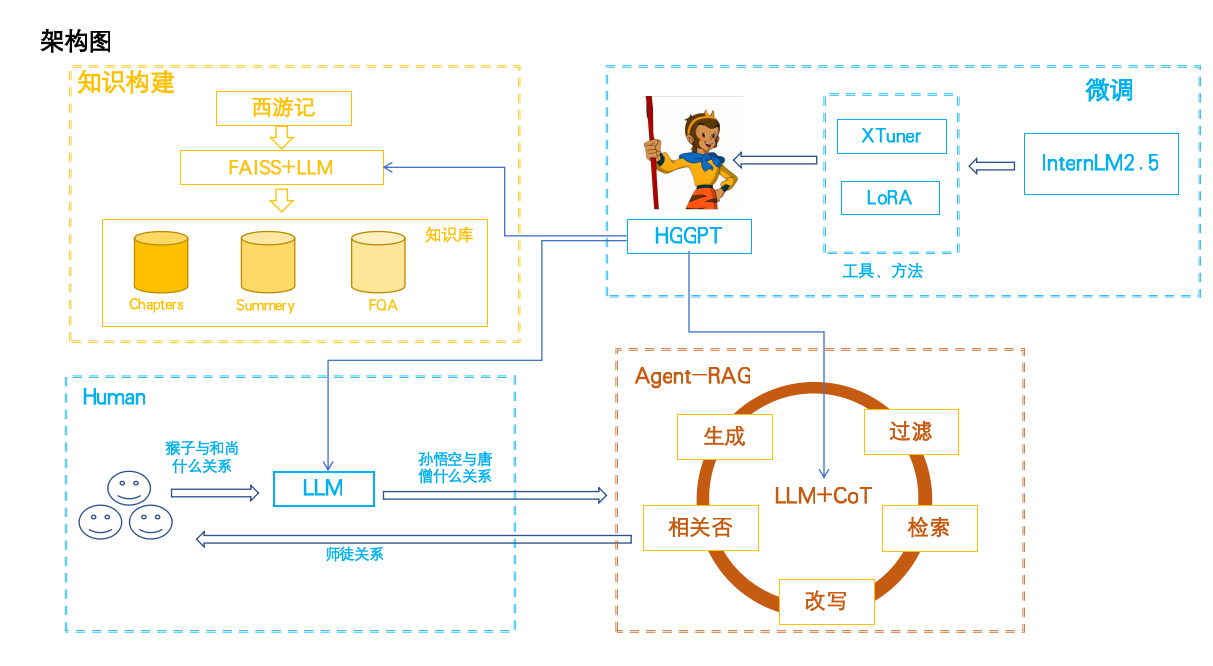 架构图
知识构建
西游记
FAISS+LLM
知识库
Chapters
Summery
FQA
微调
XTuner
LoRA
工具、方法
InternLM2.5
HGGPT
Human
猴子与和尚
什么关系
LLM
孙悟空与唐
僧什么关系
师徒关系
Agent-RAG
生成
过滤
LLM+CoT
相关否
检索
改写